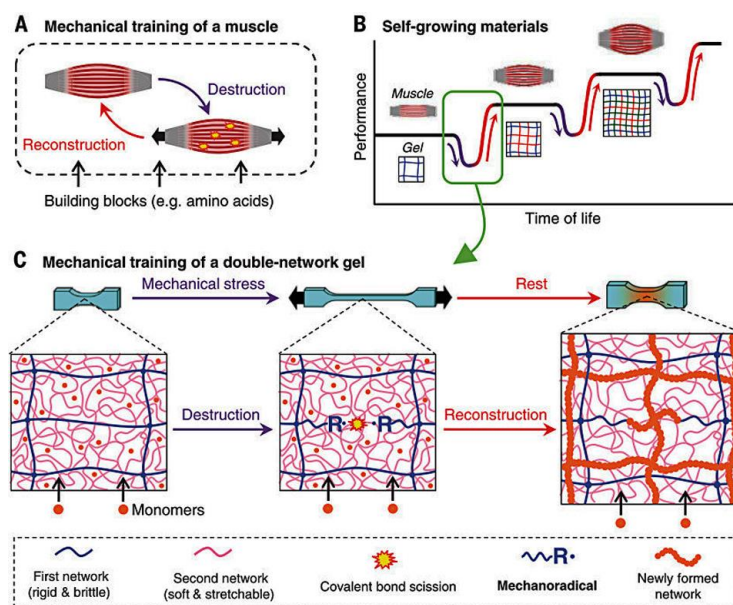 A Mechanical training of a muscle
Destruction
Reconstruction
Building blocks (e.g. amino acids)
B Self-growing materials
Performance
Muscle
Gel
Time of life
C Mechanical training of a double-network gel
Mechanical stress
Rest
Destruction
R· ·R
Reconstruction
Monomers
First network
(rigid & brittle)
Second network
(soft & stretchable)
Covalent bond scission
R·
Mechanoradical
Newly formed
network